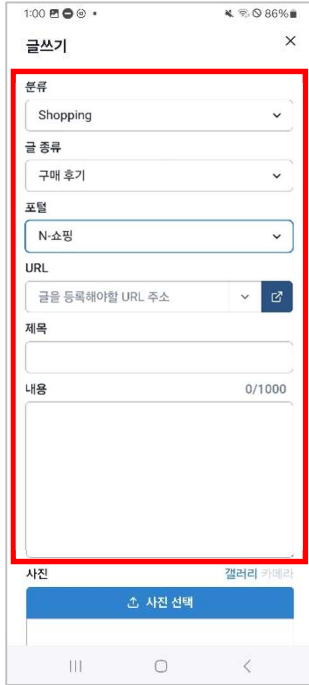 1:00 86%
글쓰기
분류
Shopping
글 종류
구매 후기
포털
N-쇼핑
URL
글을 등록해야할 URL 주소
제목
내용 0/1000
사진 갤러리 카메라
사진 선택